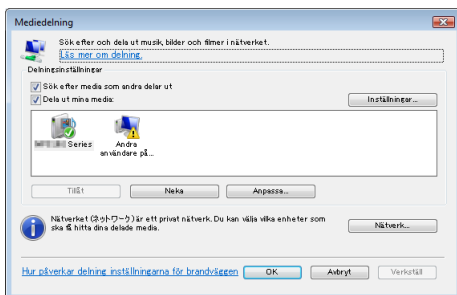 Mediedelning
Sök efter och dela ut musik, bilder och filmer i nätverket.
Läs mer om delning.
Delningsinställningar
Sök efter media som andra delar ut
Dela ut mina media:
Inställningar...
Series
Andra
användare på...
Tillåt
Neka
Anpassa...
Nätverket (ネットワーク) är ett privat nätverk. Du kan välja vilka enheter som
ska få hitta dina delade media.
Nätverk...
Hur påverkar delning inställningarna för brandväggen
OK
Avbryt
Verkställ